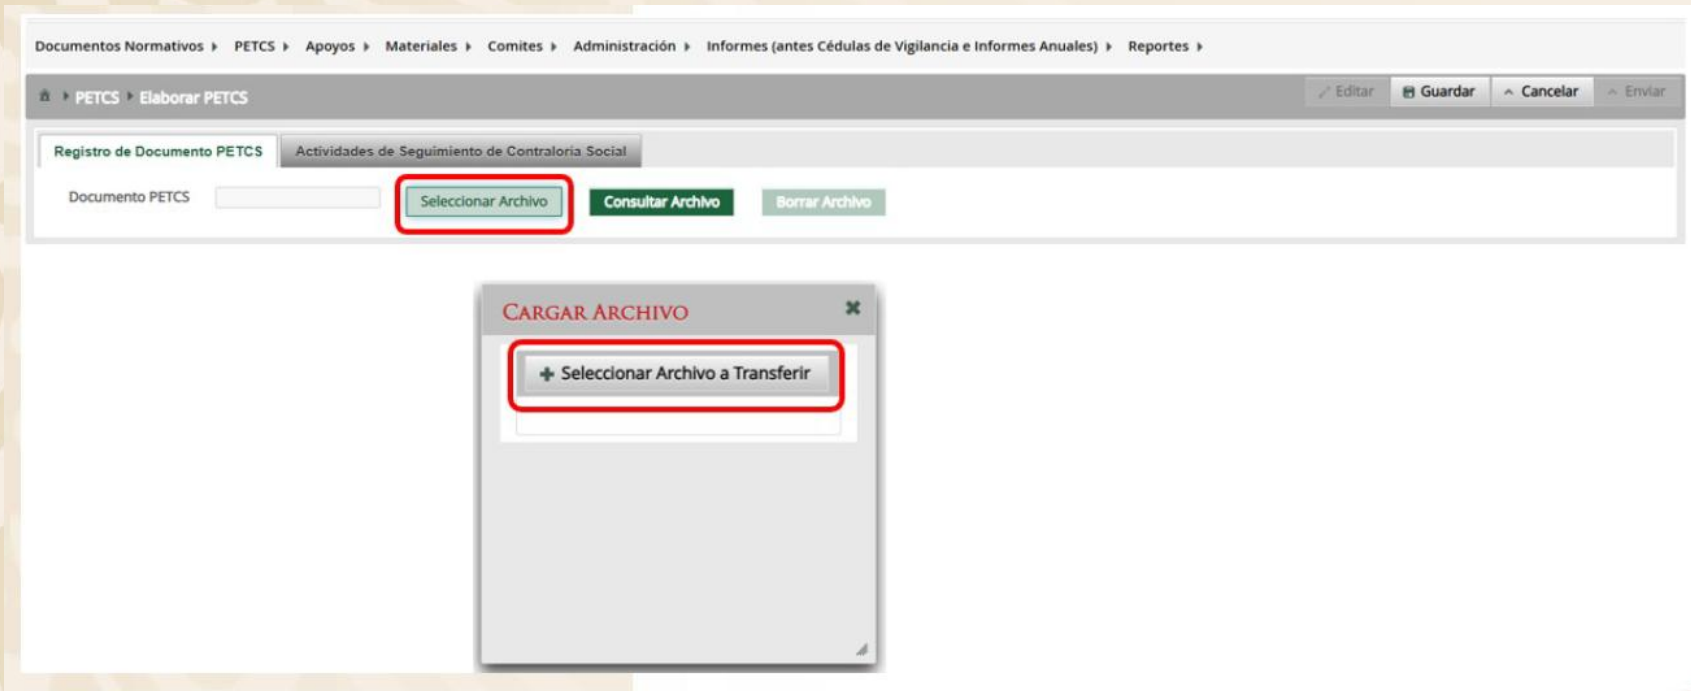 Documentos Normativos PETCS Apoyos Materiales Comites Administración Informes (antes Cédulas de Vigilancia e Informes Anuales) Reportes
PETCS Elaborar PETCS Editar Guardar Cancelar Enviar
Registro de Documento PETCS Actividades de Seguimiento de Contraloria Social
Documento PETCS Seleccionar Archivo Consultar Archivo Borrar Archivo
CARGAR ARCHIVO
Seleccionar Archivo a Transferir